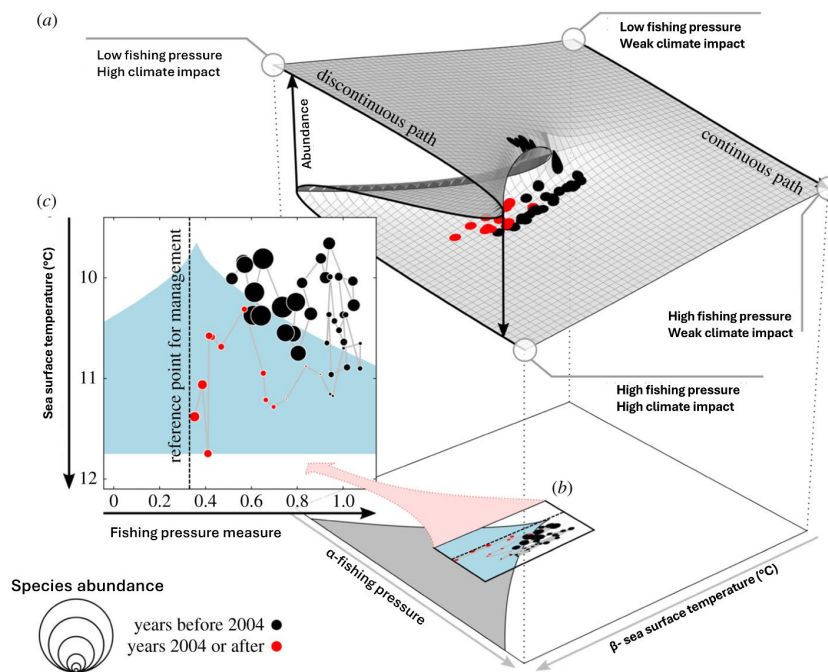 (a)
Low fishing pressure
High climate impact
Low fishing pressure
Weak climate impact
discontinuous path
continuous path
Abundance
High fishing pressure
Weak climate impact
High fishing pressure
High climate impact
(c)
Sea surface temperature (°C)
10
11
12
reference point for management
0
0.2
0.4
0.6
0.8
1.0
Fishing pressure measure
(b)
α-fishing pressure
β- sea surface temperature (°C)
Species abundance
years before 2004
years 2004 or after